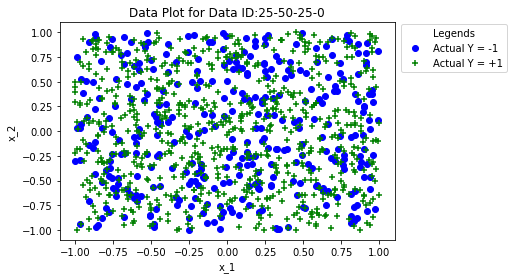 Data Plot for Data ID:25-50-25-0
Legends
Actual Y = -1
Actual Y = +1
x_2
1.00
0.75
0.50
0.25
0.00
−0.25
−0.50
−0.75
−1.00
−1.00 −0.75 −0.50 −0.25 0.00 0.25 0.50 0.75 1.00
x_1